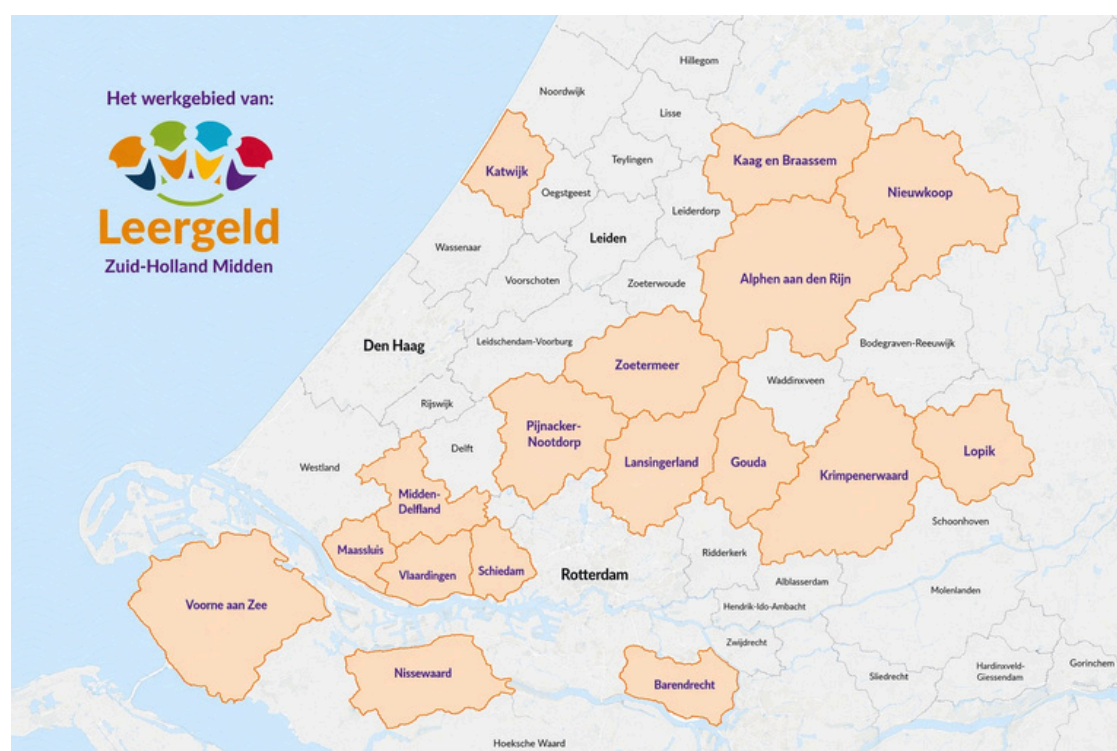 Het werkgebied van:
Leergeld
Zuid-Holland Midden
Hillegom
Noordwijk
Lisse
Katwijk
Teylingen
Kaag en Braassem
Nieuwkoop
Oegstgeest
Leiderdorp
Leiden
Wassenaar
Voorschoten
Zoeterwoude
Alphen aan den Rijn
Den Haag
Leidschendam-Voorburg
Bodegraven-Reeuwijk
Zoetermeer
Waddinxveen
Rijswijk
Pijnacker-
Nootdorp
Delft
Westland
Lansingerland
Gouda
Krimpenerwaard
Lopik
Midden-
Delfland
Schoonhoven
Maassluis
Vlaardingen
Schiedam
Rotterdam
Ridderkerk
Alblasserdam
Molenlanden
Voorne aan Zee
Hendrik-Ido-Ambacht
Zwijdrecht
Nissewaard
Barendrecht
Sliedrecht
Hardinxveld-
Giessendam
Gorinchem
Hoeksche Waard